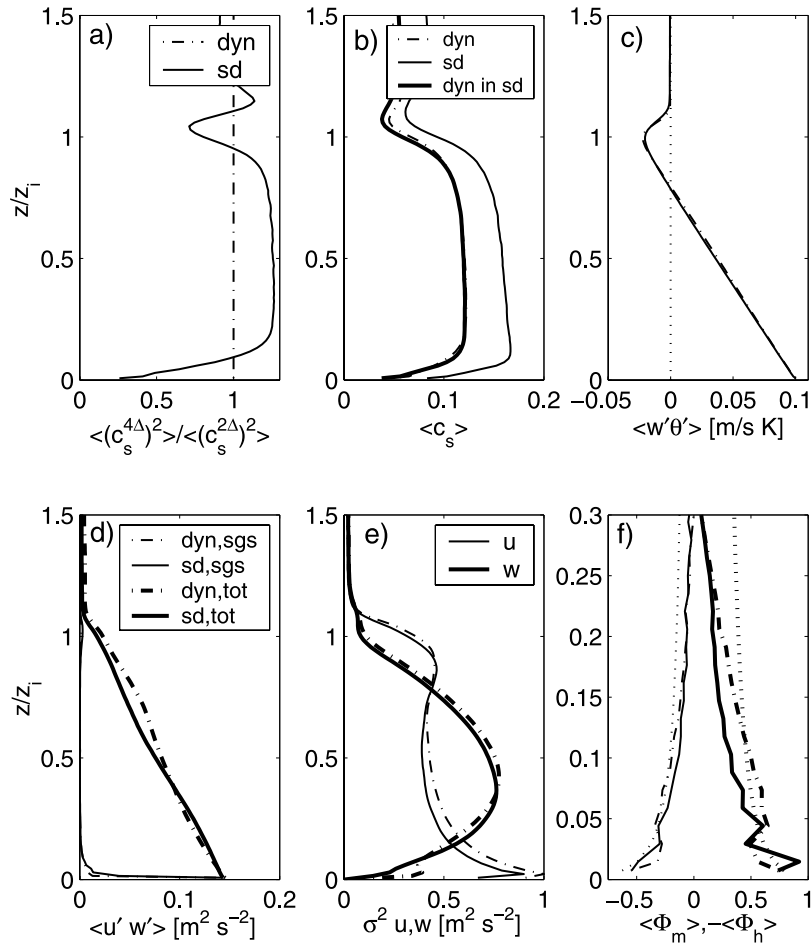 a)
dyn
sd
b)
dyn
sd
dyn in sd
c)
1.5
1
0.5
0
z/z_i
0 0.5 1
<(c_s^{4Δ})^2>/<(c_s^{2Δ})^2>
1.5
1
0.5
0
0 0.1 0.2
<c_s>
1.5
1
0.5
0
−0.05 0 0.05 0.1
<w'θ'> [m/s K]
d)
dyn,sgs
sd,sgs
dyn,tot
sd,tot
e)
u
w
f)
1.5
1
0.5
0
z/z_i
0 0.1 0.2
<u' w'> [m^2 s^{−2}]
1.5
1
0.5
0
0 0.5 1
σ^2 u,w [m^2 s^{−2}]
0.3
0.25
0.2
0.15
0.1
0.05
0
−0.5 0 0.5 1
<Φ_m>,−<Φ_h>